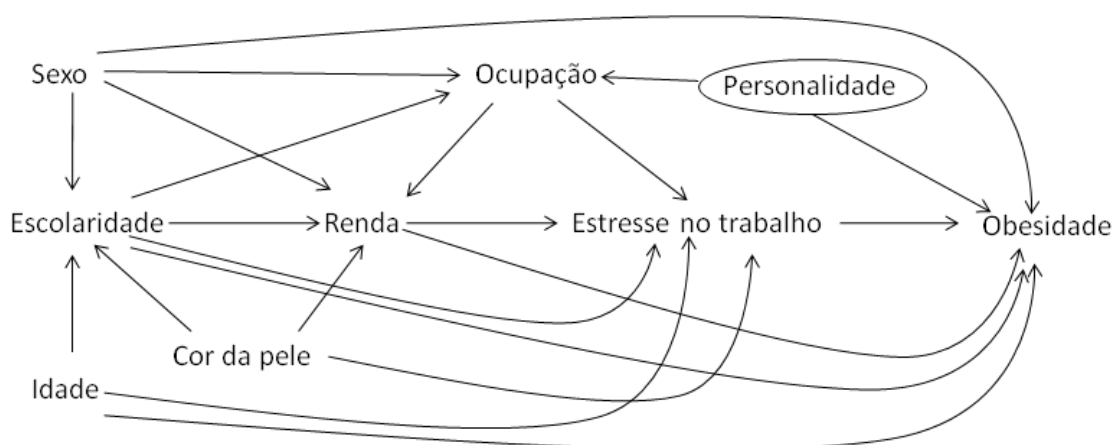 Sexo
Ocupação
Personalidade
Escolaridade
Renda
Estresse no trabalho
Obesidade
Cor da pele
Idade